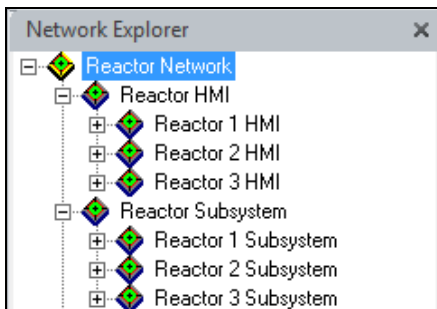 Network Explorer
Reactor Network
Reactor HMI
Reactor 1 HMI
Reactor 2 HMI
Reactor 3 HMI
Reactor Subsystem
Reactor 1 Subsystem
Reactor 2 Subsystem
Reactor 3 Subsystem